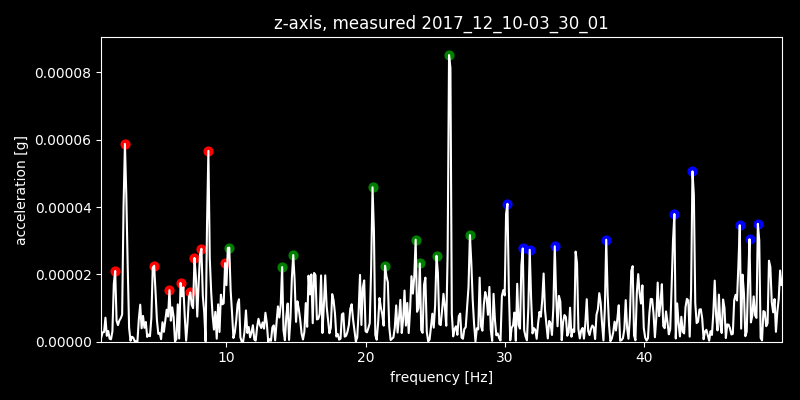 z-axis, measured 2017_12_10-03_30_01
acceleration [g]
0.00008
0.00006
0.00004
0.00002
0.00000
10 20 30 40
frequency [Hz]